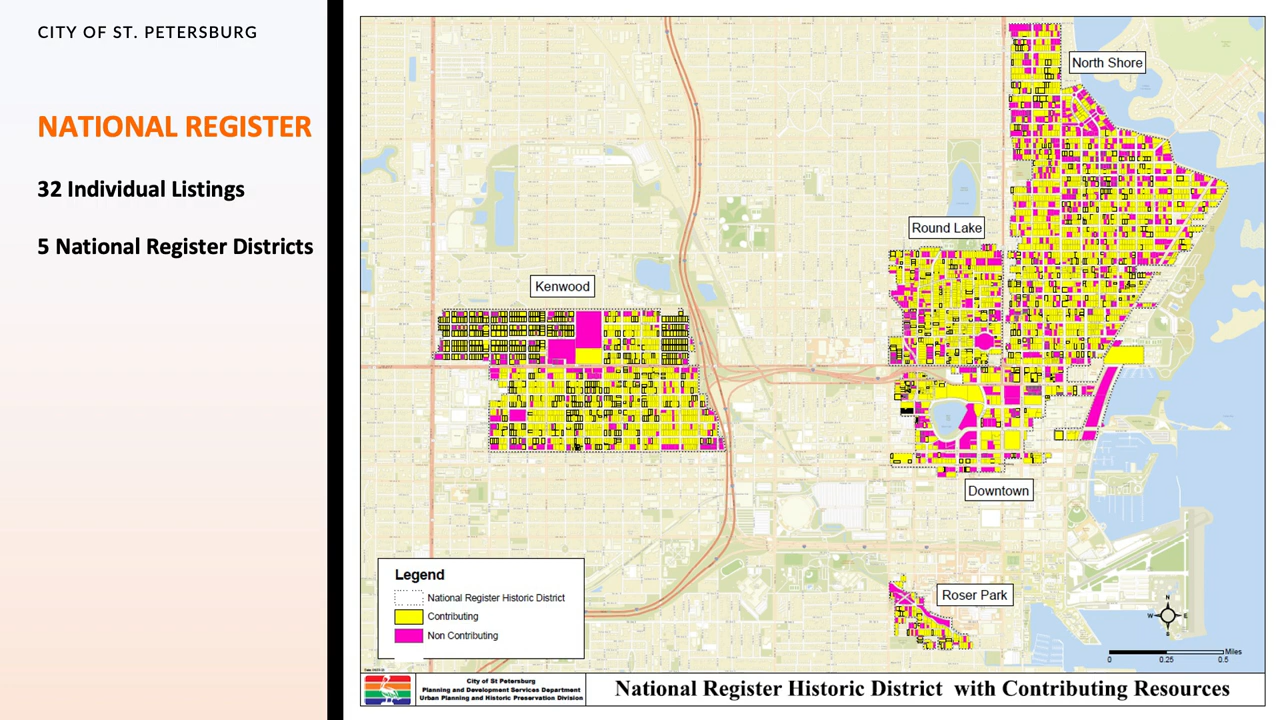 CITY OF ST. PETERSBURG
NATIONAL REGISTER
32 Individual Listings
5 National Register Districts
North Shore
Round Lake
Kenwood
Downtown
Roser Park
Legend
National Register Historic District
Contributing
Non Contributing
N
W
E
S
Miles
0
0.25
0.5
City of St Petersburg
Planning and Development Services Department
Urban Planning and Historic Preservation Division
National Register Historic District with Contributing Resources